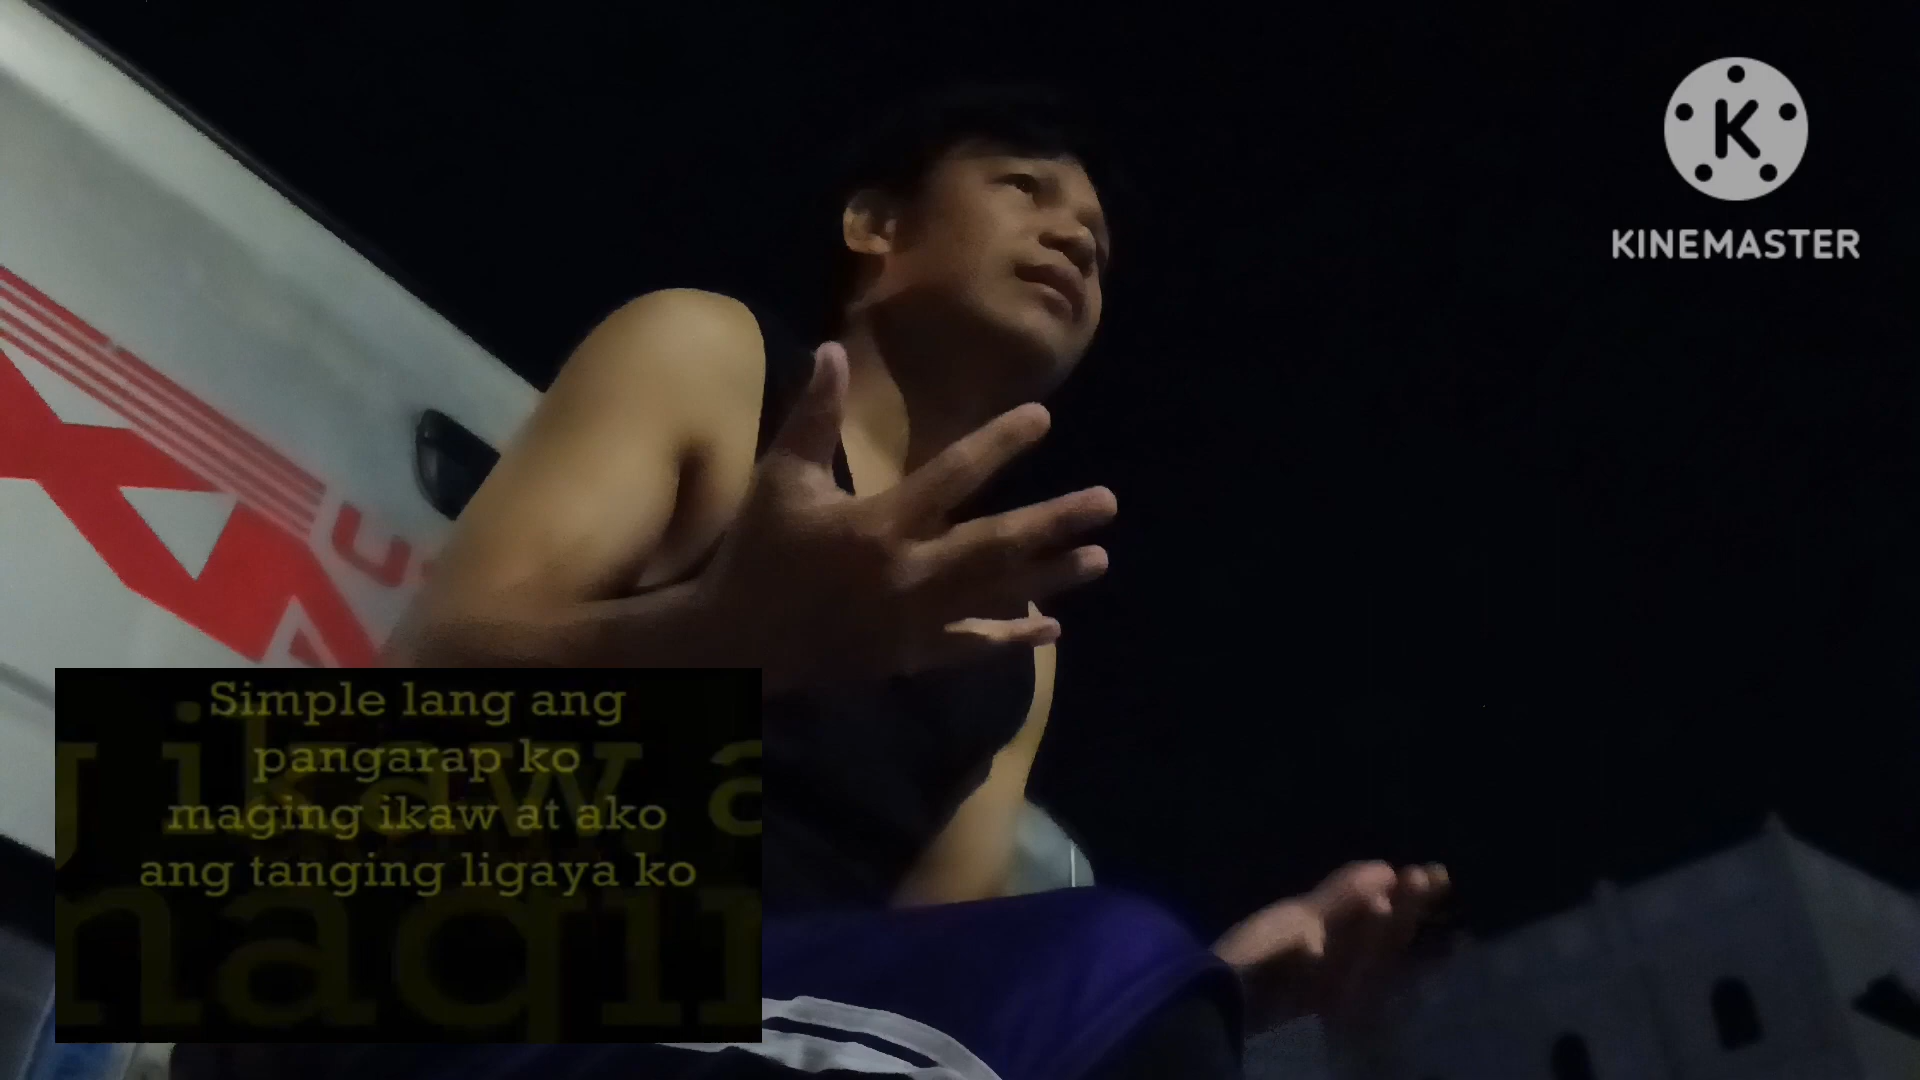 K
KINEMASTER
Simple lang ang
pangarap ko
maging ikaw at ako
ang tanging ligaya ko